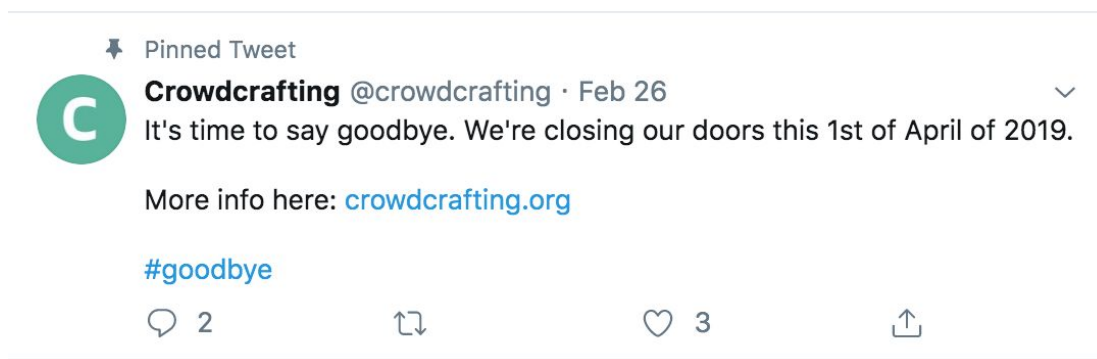 Pinned Tweet
Crowdcrafting @crowdcrafting · Feb 26
C
It's time to say goodbye. We're closing our doors this 1st of April of 2019.
More info here: crowdcrafting.org
#goodbye
2 3